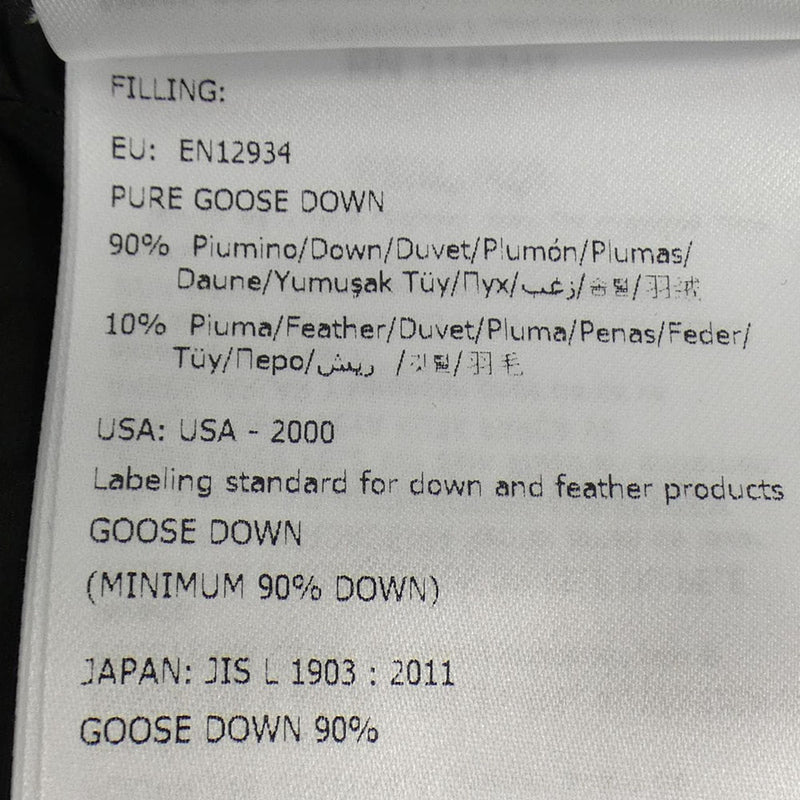 FILLING:
EU: EN12934
PURE GOOSE DOWN
90% Piumino/Down/Duvet/Plumón/Plumas/
Daune/Yumuşak Tüy/Пух/زغب/솜털/羽绒
10% Piuma/Feather/Duvet/Pluma/Penas/Feder/
Tüy/Перо/ريش /깃털/羽毛
USA: USA - 2000
Labeling standard for down and feather products
GOOSE DOWN
(MINIMUM 90% DOWN)
JAPAN: JIS L 1903 : 2011
GOOSE DOWN 90%